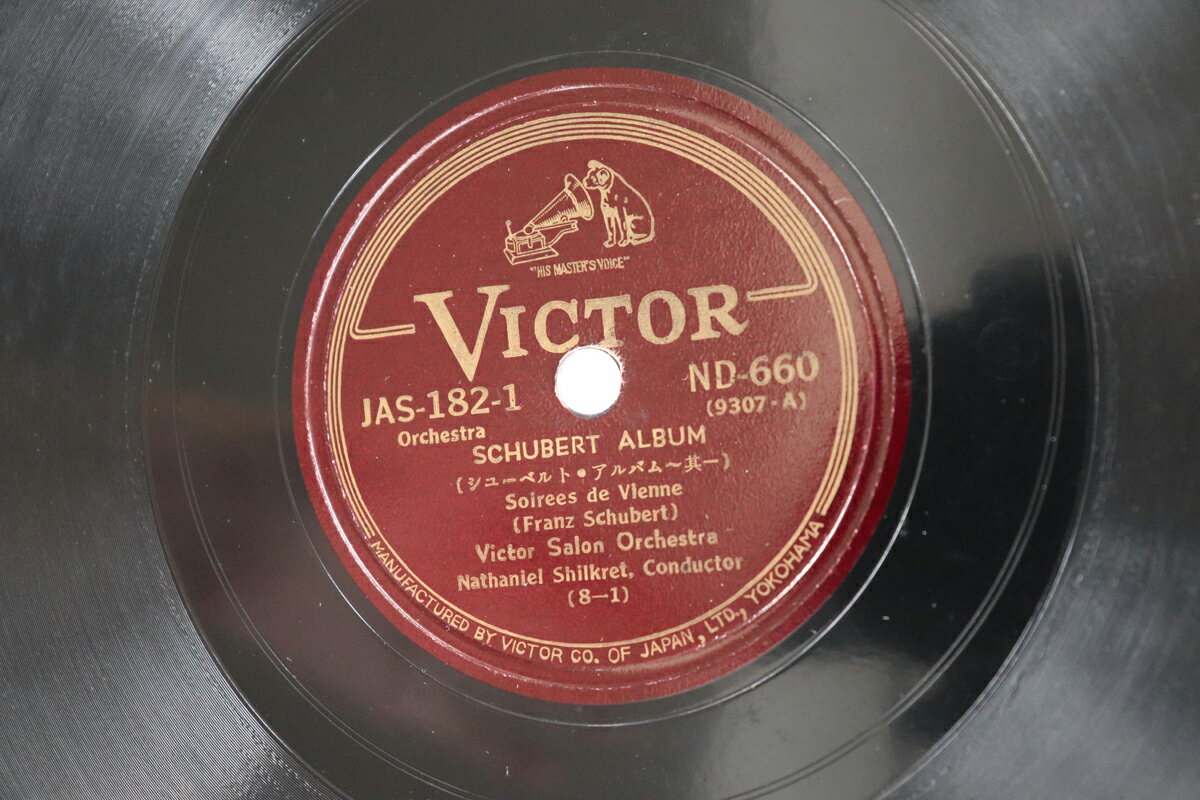 "HIS MASTER'S VOICE"
VICTOR
JAS-182-1
ND-660
(9307-A)
Orchestra
SCHUBERT ALBUM
(シューベルト・アルバム〜其一)
Soirees de Vienne
(Franz Schubert)
Victor Salon Orchestra
Nathaniel Shilkret, Conductor
(8—1)
MANUFACTURED BY VICTOR CO. OF JAPAN, LTD., YOKOHAMA